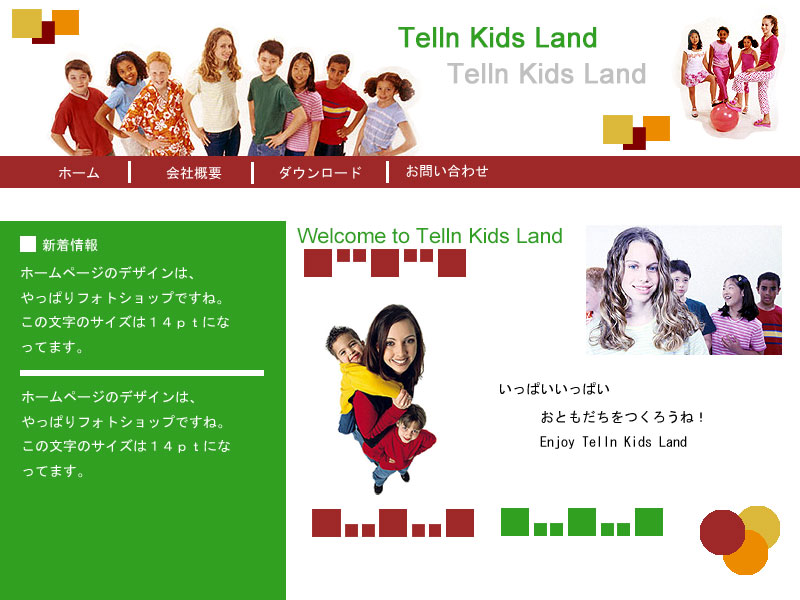 Telln Kids Land
Telln Kids Land
ホーム
会社概要
ダウンロード
お問い合わせ
新着情報
ホームページのデザインは、
やっぱりフォトショップですね。
この文字のサイズは１４ｐｔにな
ってます。
ホームページのデザインは、
やっぱりフォトショップですね。
この文字のサイズは１４ｐｔにな
ってます。
Welcome to Telln Kids Land
いっぱいいっぱい
おともだちをつくろうね！
Enjoy Telln Kids Land